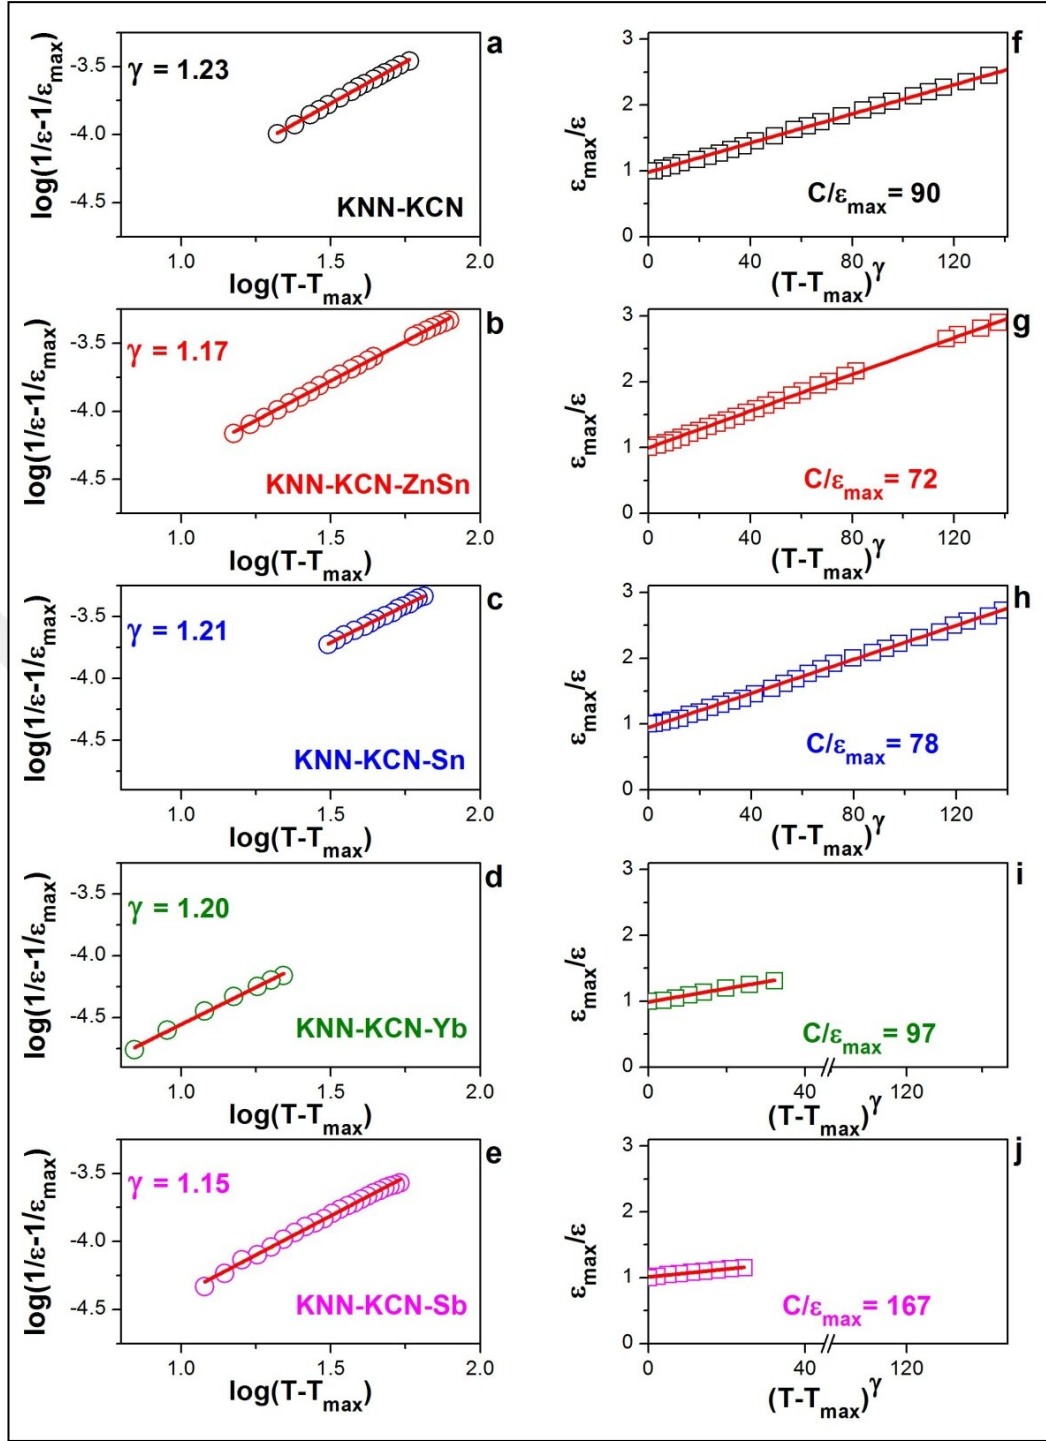 a
γ = 1.23
log(1/ε-1/εmax)
-3.5
-4.0
-4.5
KNN-KCN
1.0
1.5
2.0
log(T-Tmax)
f
εmax/ε
3
2
1
0
C/εmax = 90
0
40
80
120
(T-Tmax)γ
b
γ = 1.17
log(1/ε-1/εmax)
-3.5
-4.0
-4.5
KNN-KCN-ZnSn
1.0
1.5
2.0
log(T-Tmax)
g
εmax/ε
3
2
1
0
C/εmax= 72
0
40
80
120
(T-Tmax)γ
c
γ = 1.21
log(1/ε-1/εmax)
-3.5
-4.0
-4.5
KNN-KCN-Sn
1.0
1.5
2.0
log(T-Tmax)
h
εmax/ε
3
2
1
0
C/εmax= 78
0
40
80
120
(T-Tmax)γ
d
γ = 1.20
log(1/ε-1/εmax)
-3.5
-4.0
-4.5
KNN-KCN-Yb
1.0
1.5
2.0
log(T-Tmax)
i
εmax/ε
3
2
1
0
C/εmax= 97
0
40
120
(T-Tmax)γ
e
γ = 1.15
log(1/ε-1/εmax)
-3.5
-4.0
-4.5
KNN-KCN-Sb
1.0
1.5
2.0
log(T-Tmax)
j
εmax/ε
3
2
1
0
C/εmax= 167
0
40
120
(T-Tmax)γ